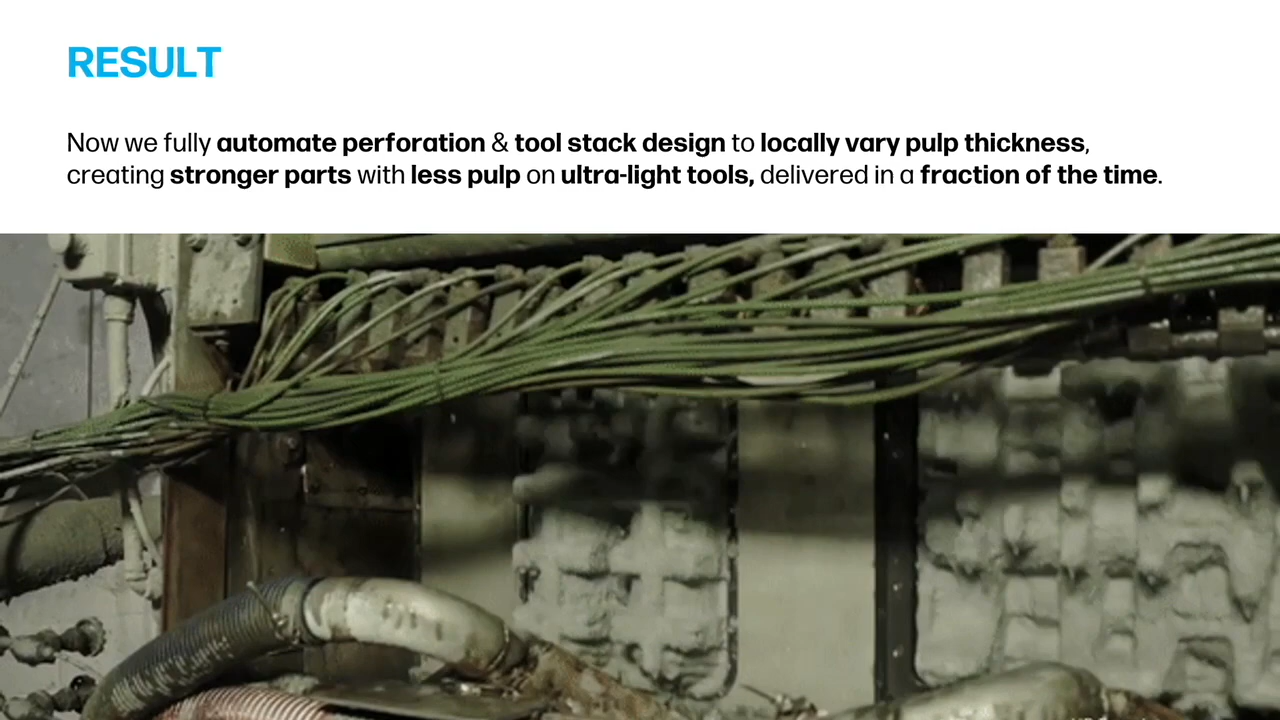 RESULT
Now we fully automate perforation & tool stack design to locally vary pulp thickness,
creating stronger parts with less pulp on ultra-light tools, delivered in a fraction of the time.